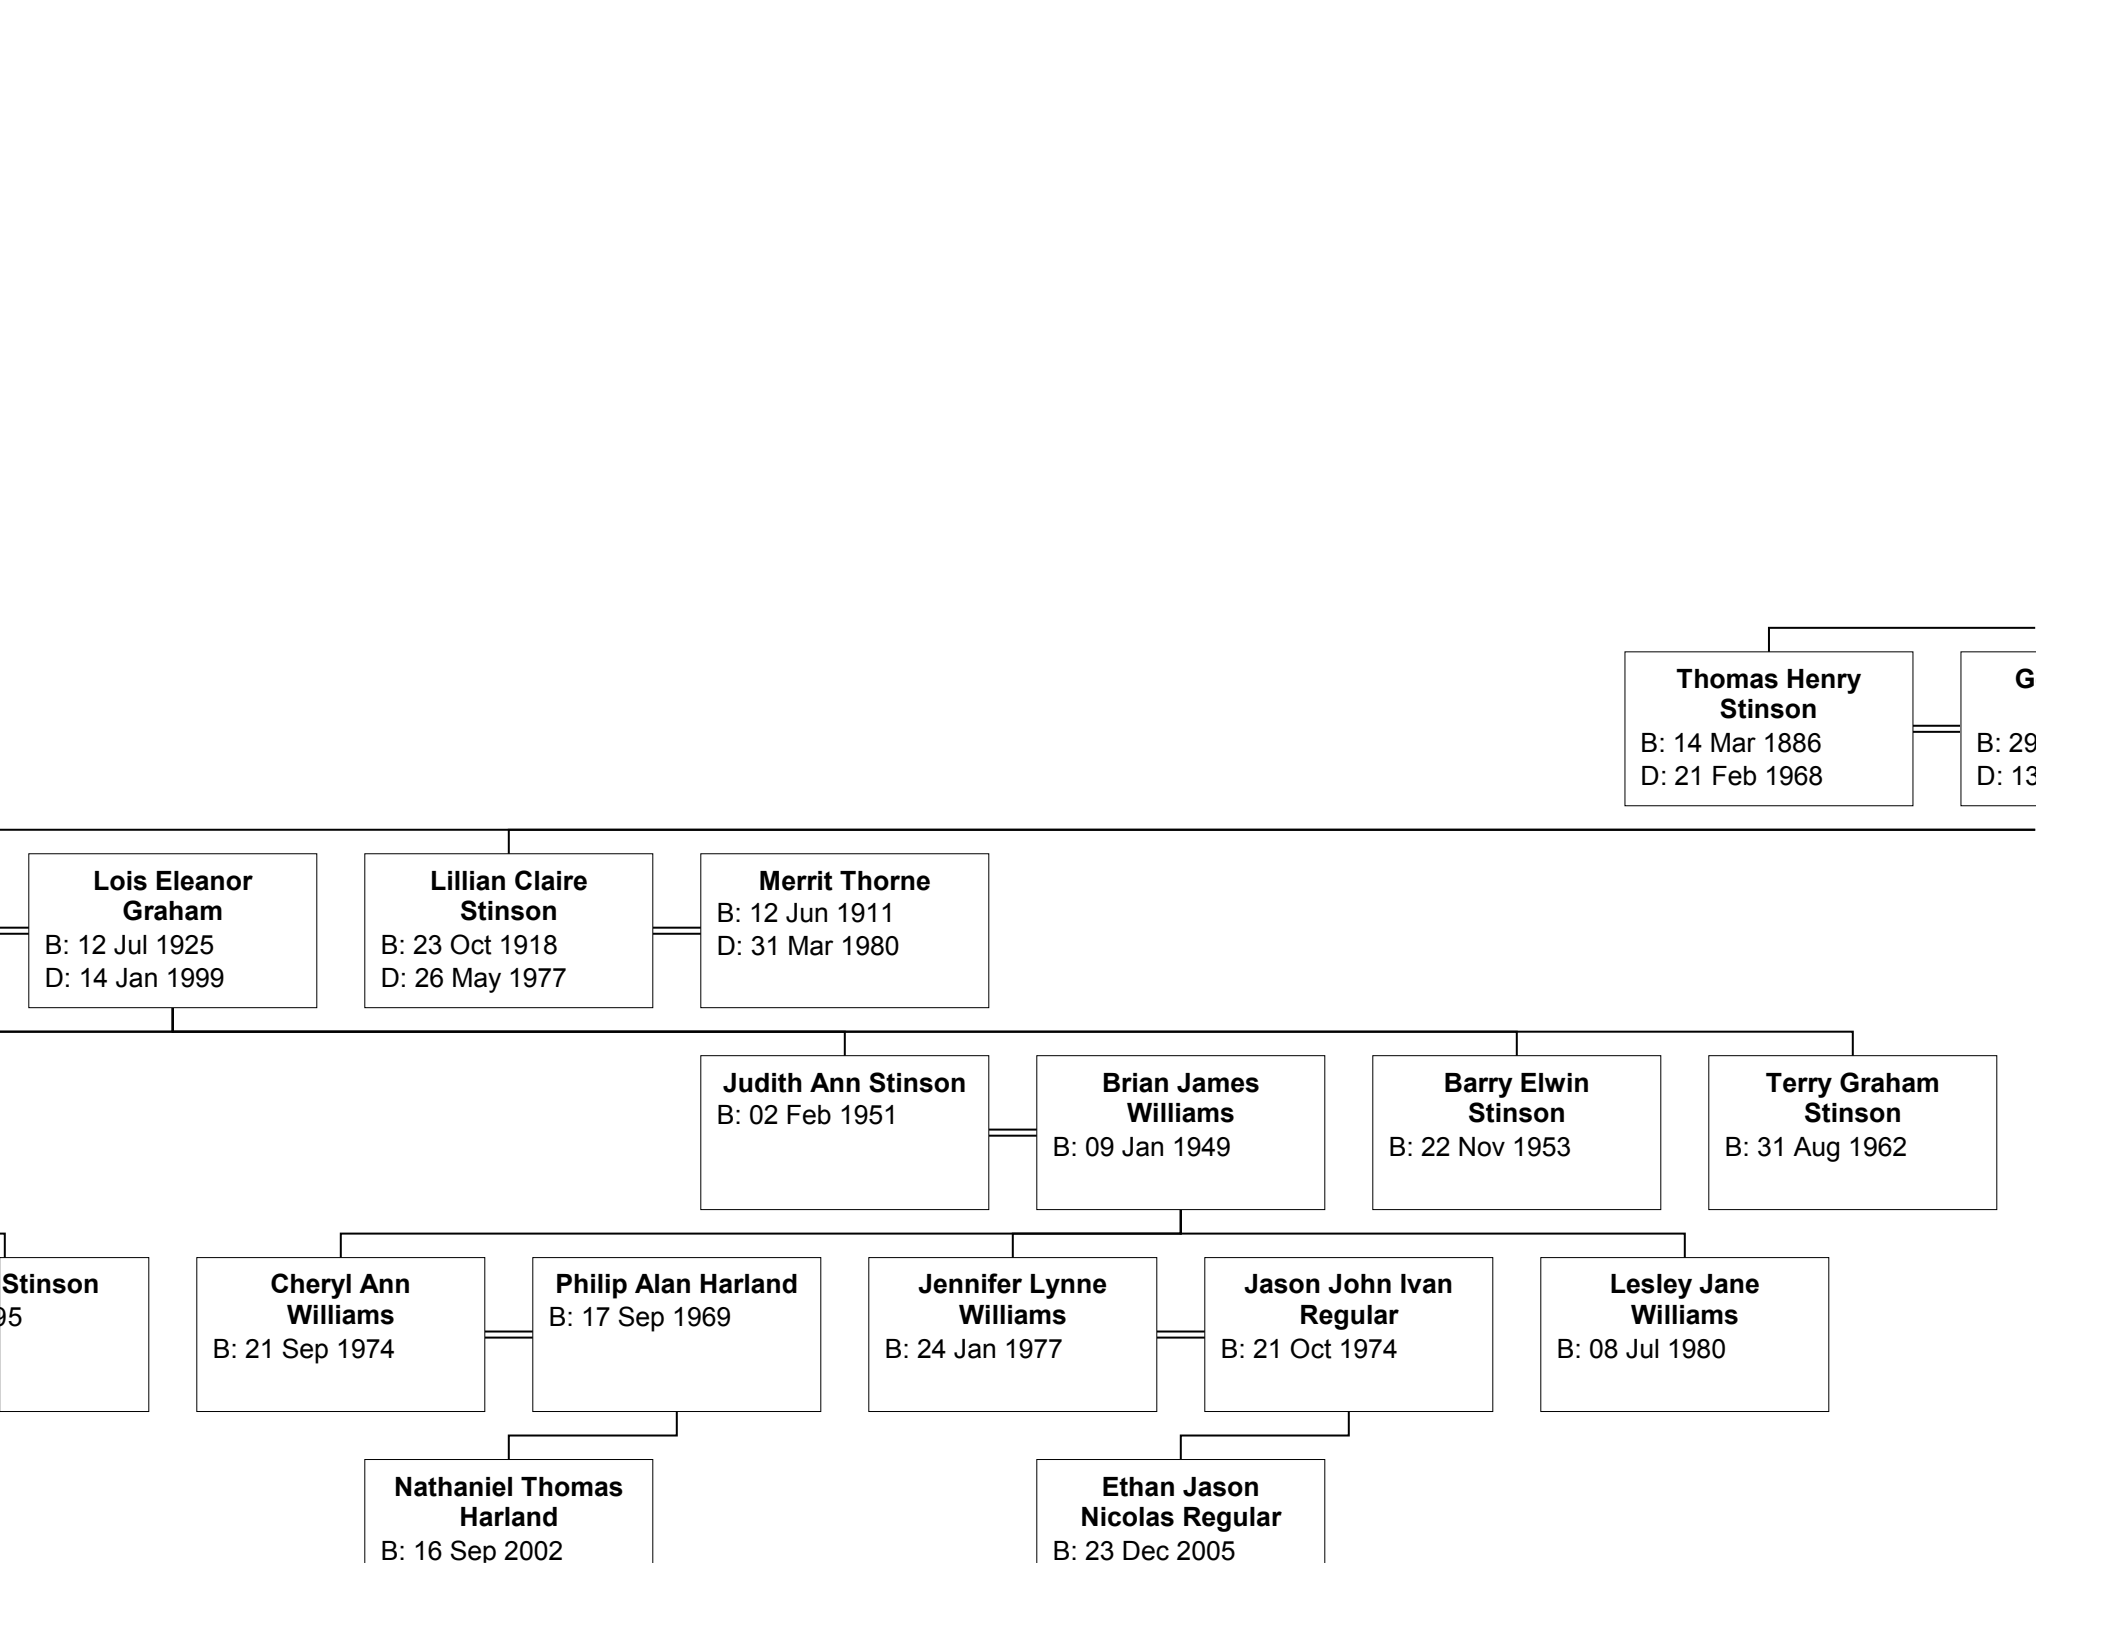 Thomas Henry
Stinson
B: 14 Mar 1886
D: 21 Feb 1968
G
B: 29
D: 13
Lois Eleanor
Graham
B: 12 Jul 1925
D: 14 Jan 1999
Lillian Claire
Stinson
B: 23 Oct 1918
D: 26 May 1977
Merrit Thorne
B: 12 Jun 1911
D: 31 Mar 1980
Judith Ann Stinson
B: 02 Feb 1951
Brian James
Williams
B: 09 Jan 1949
Barry Elwin
Stinson
B: 22 Nov 1953
Terry Graham
Stinson
B: 31 Aug 1962
Stinson
95
Cheryl Ann
Williams
B: 21 Sep 1974
Philip Alan Harland
B: 17 Sep 1969
Jennifer Lynne
Williams
B: 24 Jan 1977
Jason John Ivan
Regular
B: 21 Oct 1974
Lesley Jane
Williams
B: 08 Jul 1980
Nathaniel Thomas
Harland
B: 16 Sep 2002
Ethan Jason
Nicolas Regular
B: 23 Dec 2005